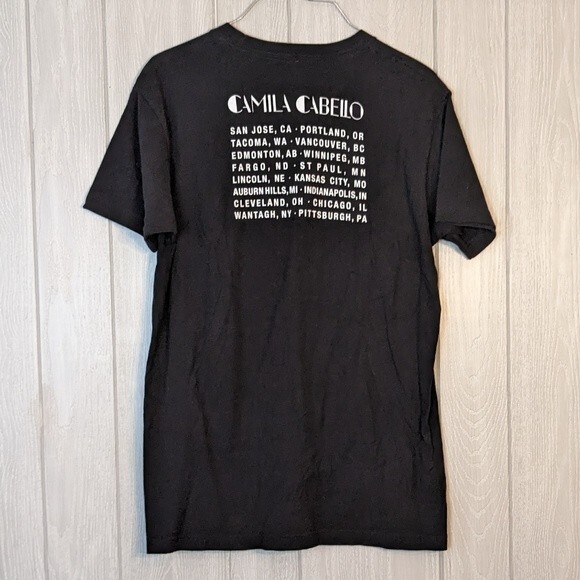 CAMILA CABELLO
SAN JOSE, CA · PORTLAND, OR
TACOMA, WA · VANCOUVER, BC
EDMONTON, AB · WINNIPEG, MB
FARGO, ND · ST PAUL, MN
LINCOLN, NE · KANSAS CITY, MO
AUBURN HILLS, MI · INDIANAPOLIS, IN
CLEVELAND, OH · CHICAGO, IL
WANTAGH, NY · PITTSBURGH, PA